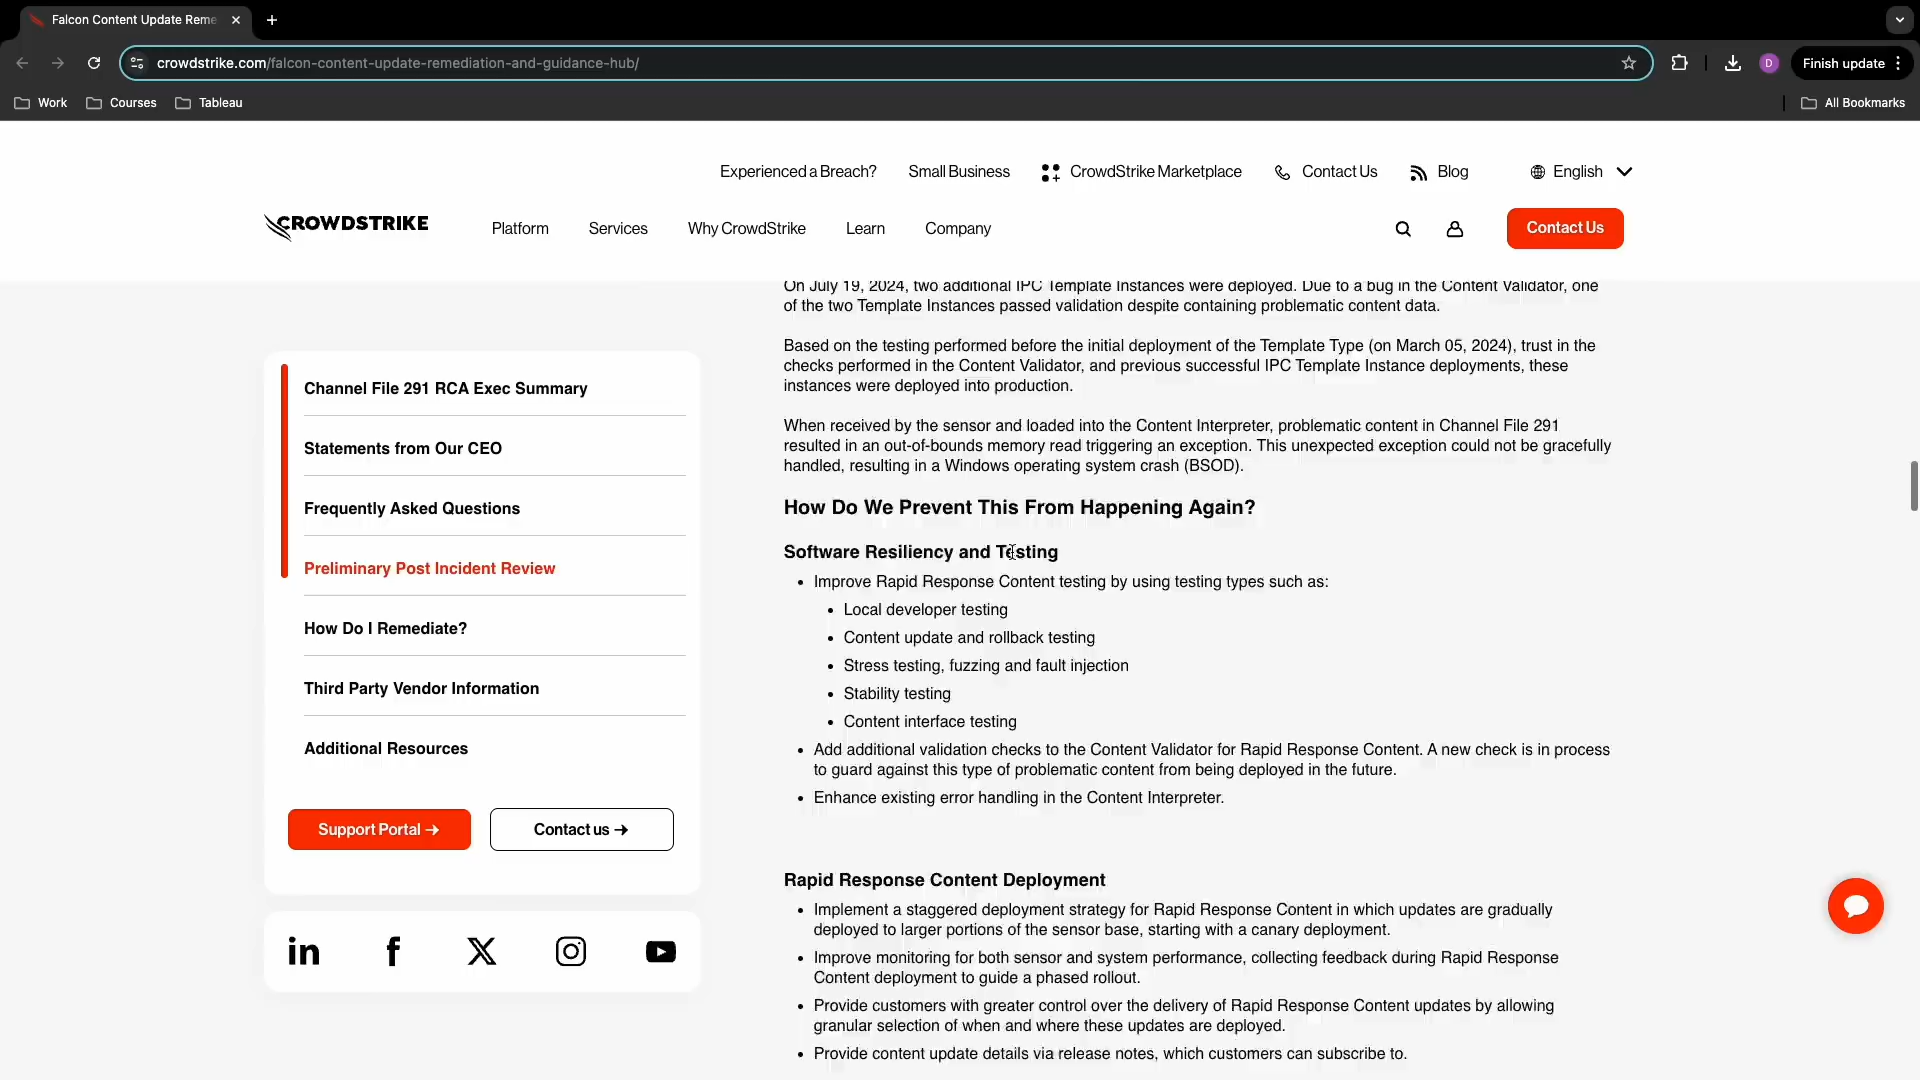 Falcon Content Update Reme
crowdstrike.com/falcon-content-update-remediation-and-guidance-hub/
D
Finish update
Work
Courses
Tableau
All Bookmarks
Experienced a Breach?
Small Business
CrowdStrike Marketplace
Contact Us
Blog
English
CROWDSTRIKE
Platform
Services
Why CrowdStrike
Learn
Company
Contact Us
Channel File 291 RCA Exec Summary
Statements from Our CEO
Frequently Asked Questions
Preliminary Post Incident Review
How Do I Remediate?
Third Party Vendor Information
Additional Resources
Support Portal →
Contact us →
in
f
X
On July 19, 2024, two additional IPC Template Instances were deployed. Due to a bug in the Content Validator, one
of the two Template Instances passed validation despite containing problematic content data.
Based on the testing performed before the initial deployment of the Template Type (on March 05, 2024), trust in the
checks performed in the Content Validator, and previous successful IPC Template Instance deployments, these
instances were deployed into production.
When received by the sensor and loaded into the Content Interpreter, problematic content in Channel File 291
resulted in an out-of-bounds memory read triggering an exception. This unexpected exception could not be gracefully
handled, resulting in a Windows operating system crash (BSOD).
How Do We Prevent This From Happening Again?
Software Resiliency and Testing
• Improve Rapid Response Content testing by using testing types such as:
• Local developer testing
• Content update and rollback testing
• Stress testing, fuzzing and fault injection
• Stability testing
• Content interface testing
• Add additional validation checks to the Content Validator for Rapid Response Content. A new check is in process
to guard against this type of problematic content from being deployed in the future.
• Enhance existing error handling in the Content Interpreter.
Rapid Response Content Deployment
• Implement a staggered deployment strategy for Rapid Response Content in which updates are gradually
deployed to larger portions of the sensor base, starting with a canary deployment.
• Improve monitoring for both sensor and system performance, collecting feedback during Rapid Response
Content deployment to guide a phased rollout.
• Provide customers with greater control over the delivery of Rapid Response Content updates by allowing
granular selection of when and where these updates are deployed.
• Provide content update details via release notes, which customers can subscribe to.